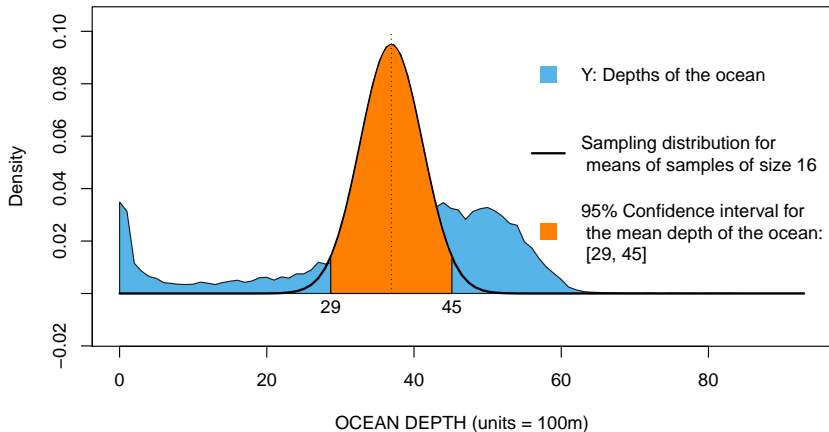 0.10
0.08
0.06
0.04
0.02
0.00
−0.02
Density
Y: Depths of the ocean
Sampling distribution for
means of samples of size 16
95% Confidence interval for
the mean depth of the ocean:
[29, 45]
29 45
0 20 40 60 80
OCEAN DEPTH (units = 100m)